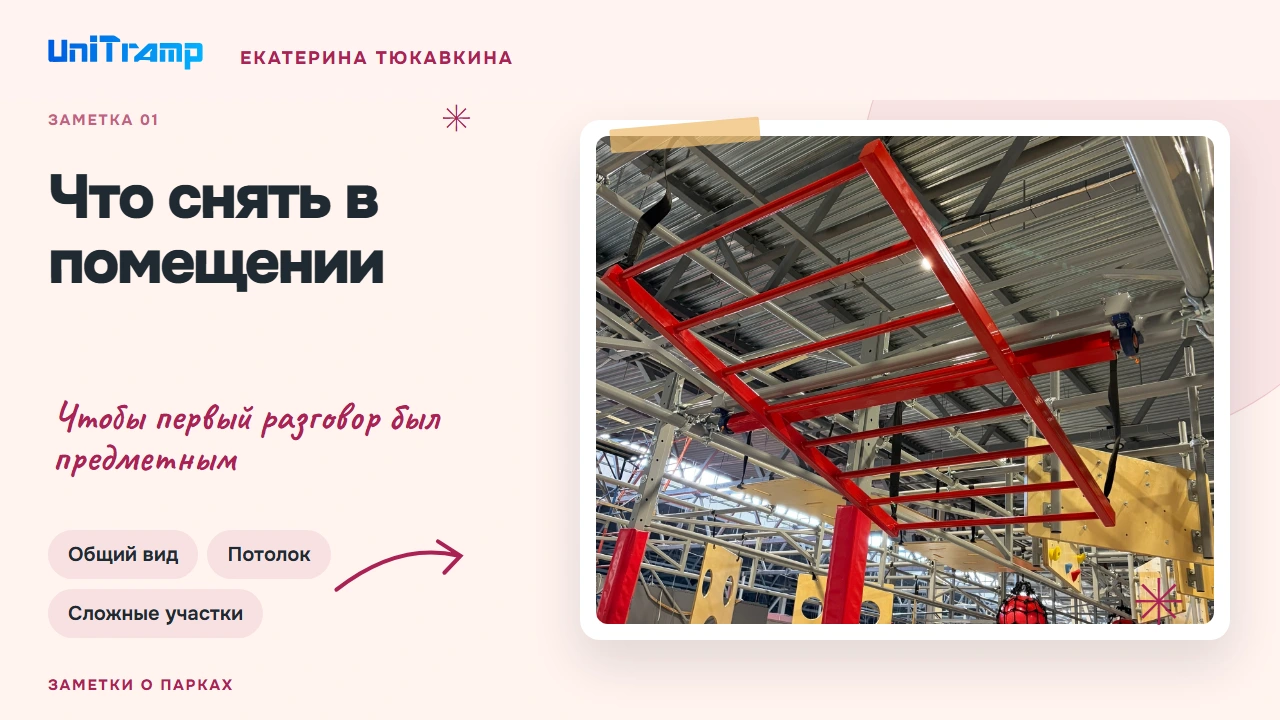 UniTramp
ЕКАТЕРИНА ТЮКАВКИНА
ЗАМЕТКА 01
Что снять в
помещении
Чтобы первый разговор был
предметным
Общий вид
Потолок
Сложные участки
ЗАМЕТКИ О ПАРКАХ